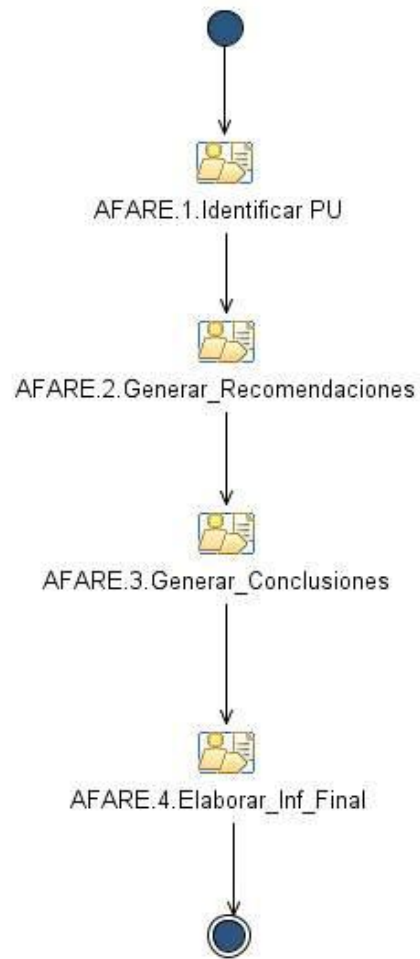 AFARE.1.Identificar PU
AFARE.2.Generar_Recomendaciones
AFARE.3.Generar_Conclusiones
AFARE.4.Elaborar_Inf_Final